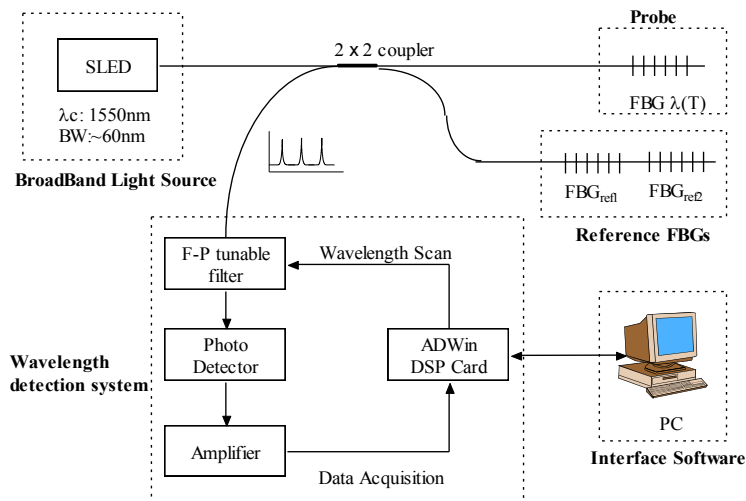 Probe
2 x 2 coupler
SLED
FBG λ(T)
λc: 1550nm
BW:~60nm
BroadBand Light Source
FBGref1
FBGref2
Reference FBGs
F-P tunable
filter
Wavelength Scan
Photo
Detector
ADWin
DSP Card
Wavelength
detection system
PC
Amplifier
Interface Software
Data Acquisition